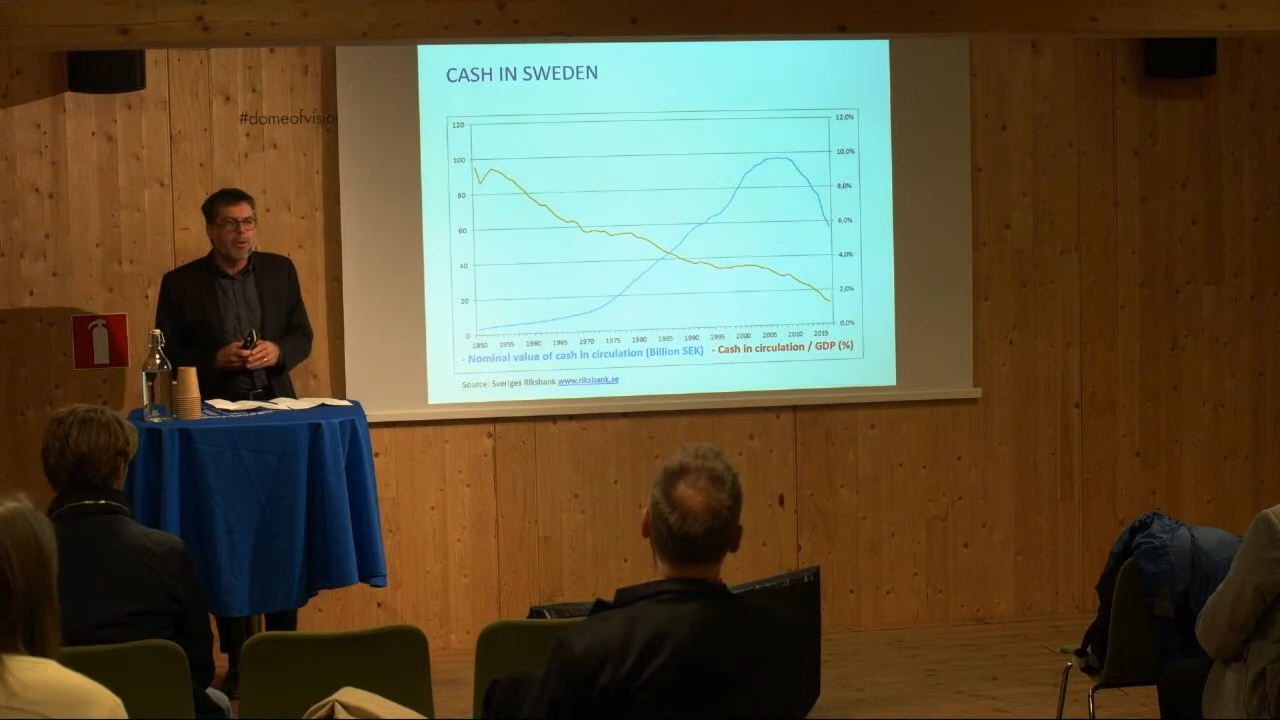 #domeofvisio
CASH IN SWEDEN
120 12,0%
100 10,0%
80 8,0%
60 6,0%
40 4,0%
20 2,0%
0 0,0%
1950 1955 1960 1965 1970 1975 1980 1985 1990 1995 2000 2005 2010 2015
- Nominal value of cash in circulation (Billion SEK) - Cash in circulation / GDP (%)
Source: Sveriges Riksbank www.riksbank.se